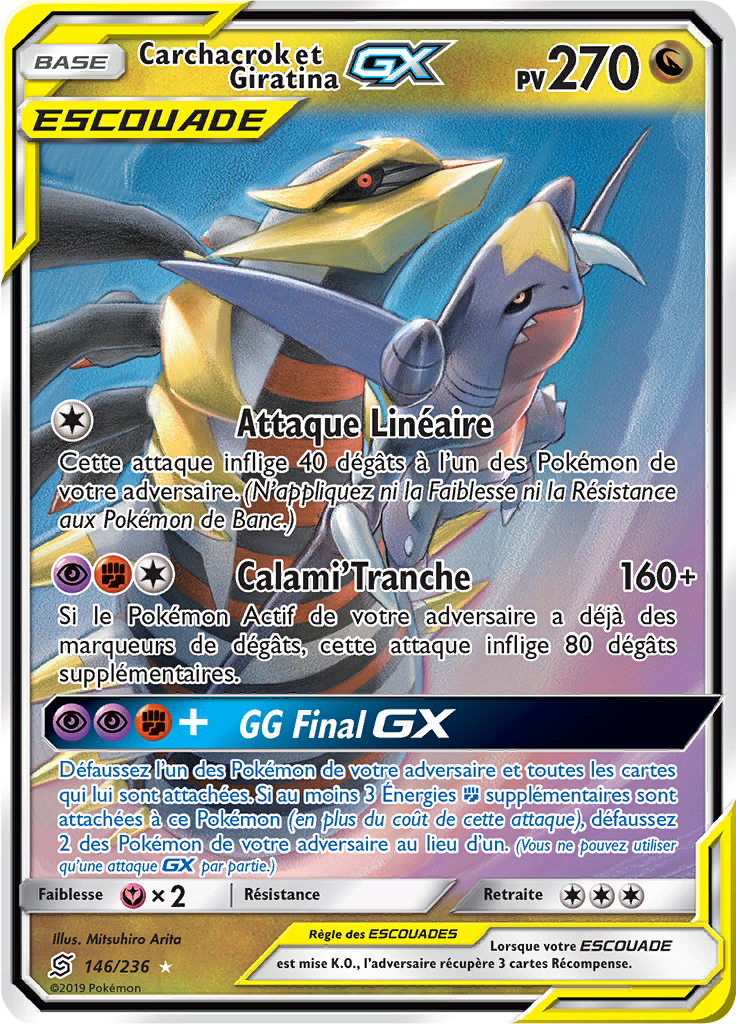 BASE
Carchacrok et
Giratina GX
PV 270
ESCOUADE
Attaque Linéaire
Cette attaque inflige 40 dégâts à l'un des Pokémon de
votre adversaire. (N'appliquez ni la Faiblesse ni la Résistance
aux Pokémon de Banc.)
Calami'Tranche 160+
Si le Pokémon Actif de votre adversaire a déjà des
marqueurs de dégâts, cette attaque inflige 80 dégâts
supplémentaires.
+ GG Final GX
Défaussez l'un des Pokémon de votre adversaire et toutes les cartes
qui lui sont attachées. Si au moins 3 Énergies supplémentaires sont
attachées à ce Pokémon (en plus du coût de cette attaque), défaussez
2 des Pokémon de votre adversaire au lieu d'un. (Vous ne pouvez utiliser
qu'une attaque GX par partie.)
Faiblesse ×2 Résistance Retraite
Illus. Mitsuhiro Arita
146/236
©2019 Pokémon
Règle des ESCOUADES
Lorsque votre ESCOUADE
est mise K.O., l'adversaire récupère 3 cartes Récompense.